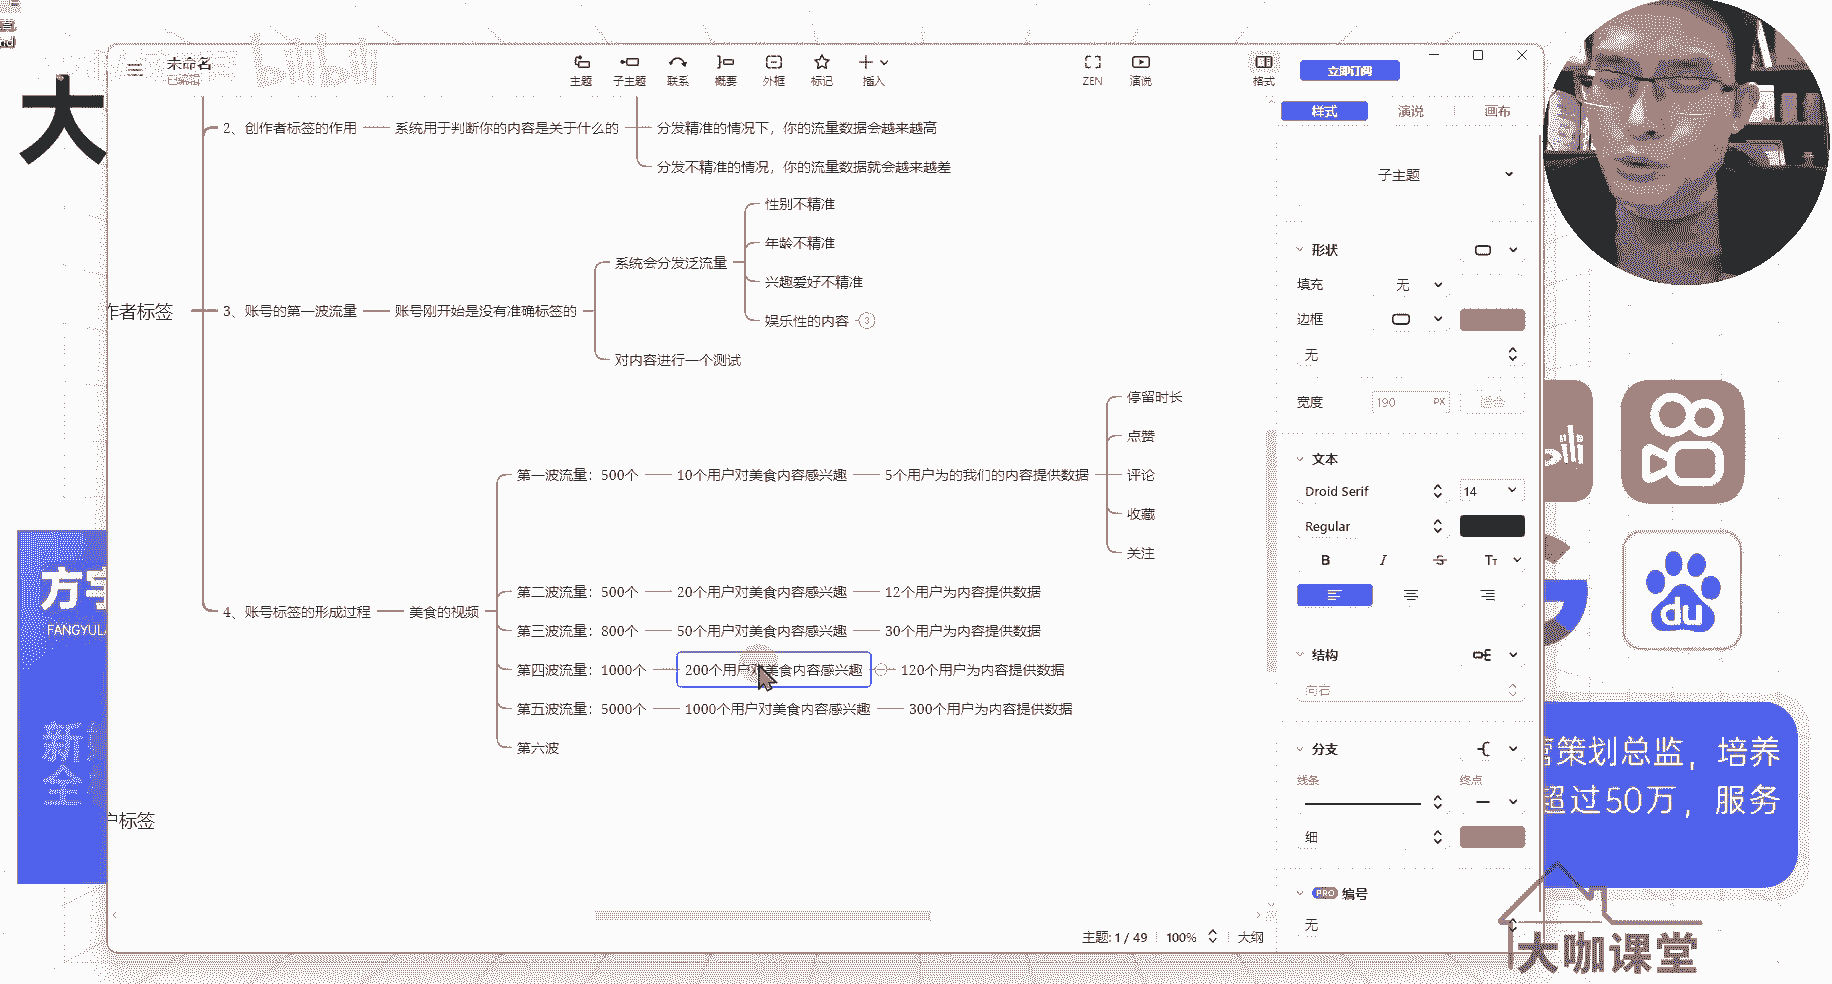 大
未命名
已编辑
bilibili
主题
子主题
联系
概要
外框
标记
插入
ZEN
演说
格式
立即订阅
样式
演说
画布
2、创作者标签的作用
系统用于判断你的内容是关于什么的
分发精准的情况下，你的流量数据会越来越高
分发不精准的情况，你的流量数据就会越来越差
作者标签
3、账号的第一波流量
账号刚开始是没有准确标签的
系统会分发泛流量
性别不精准
年龄不精准
兴趣爱好不精准
娱乐性的内容
3
对内容进行一个测试
4、账号标签的形成过程
美食的视频
第一波流量：500个
10个用户对美食内容感兴趣
5个用户为的我们的内容提供数据
停留时长
点赞
评论
收藏
关注
第二波流量：500个
20个用户对美食内容感兴趣
12个用户为内容提供数据
第三波流量：800个
50个用户对美食内容感兴趣
30个用户为内容提供数据
第四波流量：1000个
200个用户对美食内容感兴趣
120个用户为内容提供数据
第五波流量：5000个
1000个用户对美食内容感兴趣
300个用户为内容提供数据
第六波
户标签
子主题
形状
填充
无
边框
无
宽度
190
PX
文本
Droid Serif
14
Regular
B
I
S
TT
结构
向右
分支
线条
终点
细
PRO
编号
无
主题: 1 / 49
100%
大纲
方宇
FANGYULA
新
全
du
营策划总监，培养
超过50万，服务
大咖课堂